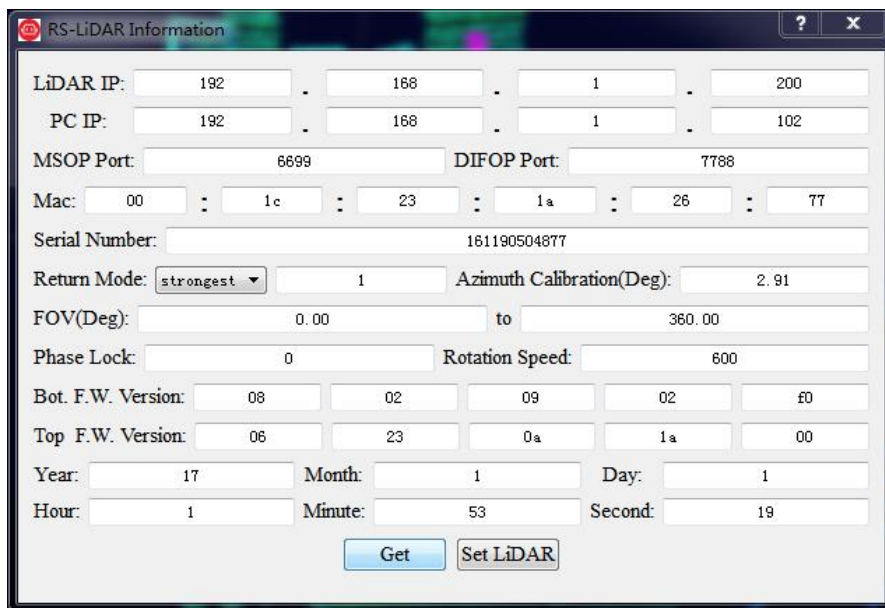 RS-LiDAR Information ? x
LiDAR IP: 192 . 168 . 1 . 200
PC IP: 192 . 168 . 1 . 102
MSOP Port: 6699 DIFOP Port: 7788
Mac: 00 : 1c : 23 : 1a : 26 : 77
Serial Number: 161190504877
Return Mode: strongest 1 Azimuth Calibration(Deg): 2.91
FOV(Deg): 0.00 to 360.00
Phase Lock: 0 Rotation Speed: 600
Bot. F.W. Version: 08 02 09 02 f0
Top F.W. Version: 06 23 0a 1a 00
Year: 17 Month: 1 Day: 1
Hour: 1 Minute: 53 Second: 19
Get Set LiDAR